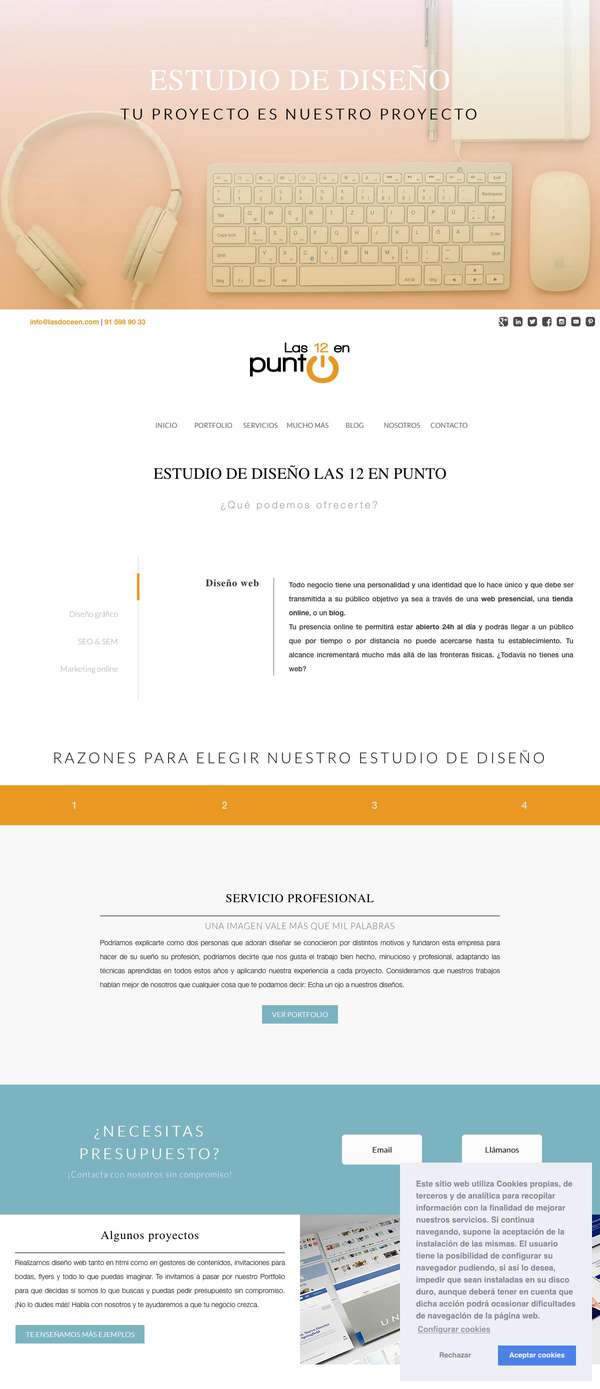 ESTUDIO DE DISEÑO
TU PROYECTO ES NUESTRO PROYECTO
info@lasdoceen.com | 91 598 90 33
Las 12 en
punto
INICIO PORTFOLIO SERVICIOS MUCHO MÁS BLOG NOSOTROS CONTACTO
ESTUDIO DE DISEÑO LAS 12 EN PUNTO
¿Qué podemos ofrecerte?
Diseño gráfico
SEO & SEM
Marketing online
Diseño web
Todo negocio tiene una personalidad y una identidad que lo hace único y que debe ser
transmitida a su público objetivo ya sea a través de una web presencial, una tienda
online, o un blog.
Tu presencia online te permitirá estar abierto 24h al día y podrás llegar a un público
que por tiempo o por distancia no puede acercarse hasta tu establecimiento. Tu
alcance incrementará mucho más allá de las fronteras físicas. ¿Todavía no tienes una
web?
RAZONES PARA ELEGIR NUESTRO ESTUDIO DE DISEÑO
1 2 3 4
SERVICIO PROFESIONAL
UNA IMAGEN VALE MÁS QUE MIL PALABRAS
Podríamos explicarte como dos personas que adoran diseñar se conocieron por distintos motivos y fundaron esta empresa para
hacer de su sueño su profesión, podríamos decirte que nos gusta el trabajo bien hecho, minucioso y profesional, adaptando las
técnicas aprendidas en todos estos años y aplicando nuestra experiencia a cada proyecto. Consideramos que nuestros trabajos
hablan mejor de nosotros que cualquier cosa que te podamos decir: Echa un ojo a nuestros diseños.
VER PORTFOLIO
¿NECESITAS
PRESUPUESTO?
¡Contacta con nosotros sin compromiso!
Email
Llámanos
Algunos proyectos
Realizamos diseño web tanto en html como en gestores de contenidos, invitaciones para
bodas, flyers y todo lo que puedas imaginar. Te invitamos a pasar por nuestro Portfolio
para que decidas si somos lo que buscas y puedas pedir presupuesto sin compromiso.
¡No lo dudes más! Habla con nosotros y te ayudaremos a que tu negocio crezca.
TE ENSEÑAMOS MÁS EJEMPLOS
Este sitio web utiliza Cookies propias, de
terceros y de analítica para recopilar
información con la finalidad de mejorar
nuestros servicios. Si continua
navegando, supone la aceptación de la
instalación de las mismas. El usuario
tiene la posibilidad de configurar su
navegador pudiendo, si así lo desea,
impedir que sean instaladas en su disco
duro, aunque deberá tener en cuenta que
dicha acción podrá ocasionar dificultades
de navegación de la página web.
Configurar cookies
Rechazar
Aceptar cookies